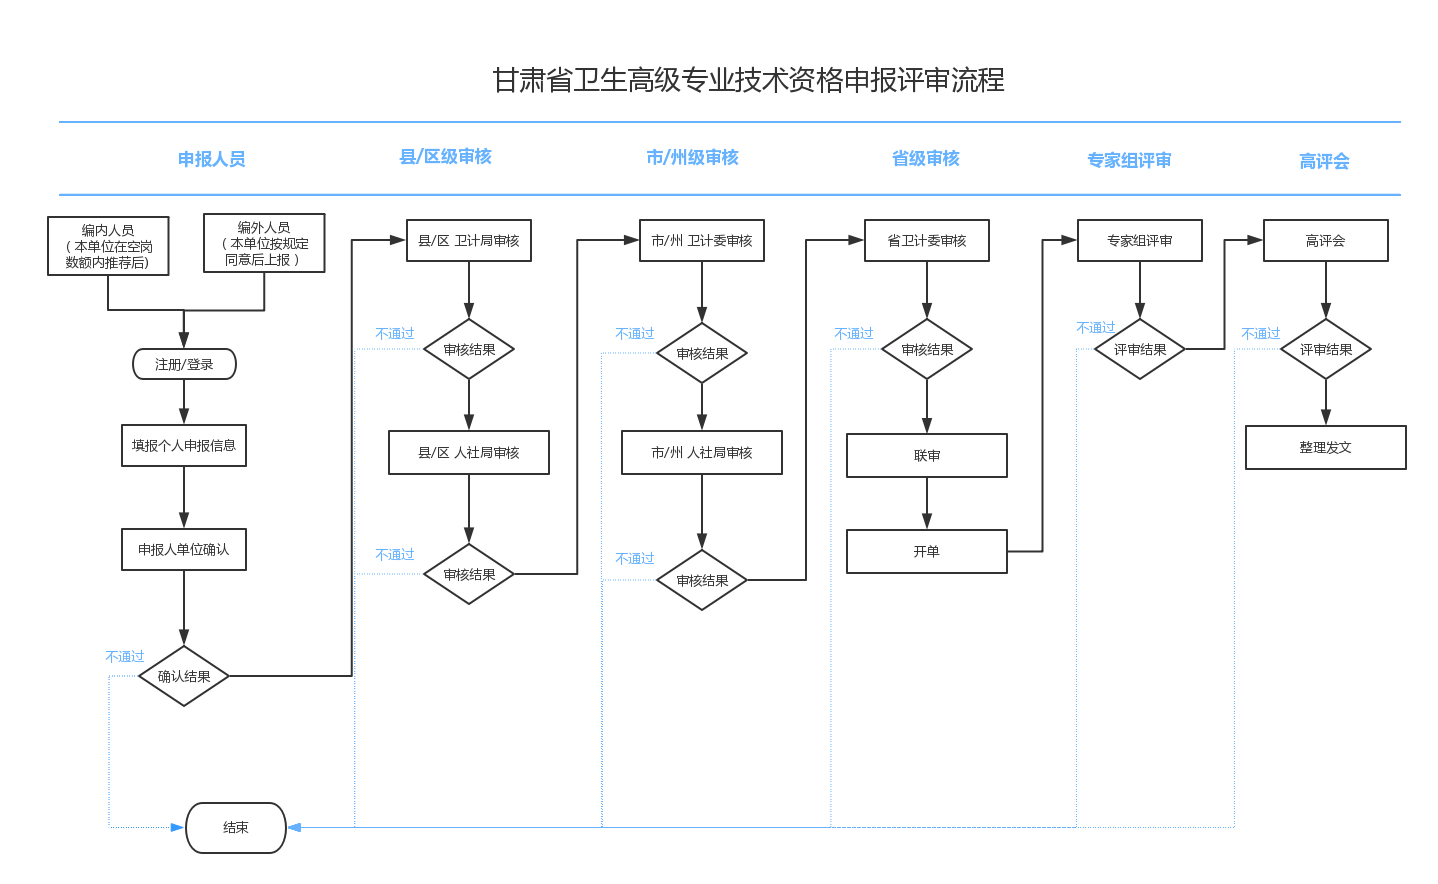 甘肃省卫生高级专业技术资格申报评审流程
申报人员
县/区级审核
市/州级审核
省级审核
专家组评审
高评会
编内人员
（本单位在空岗
数额内推荐后)
编外人员
（本单位按规定
同意后上报）
注册/登录
填报个人申报信息
申报人单位确认
不通过
确认结果
结束
县/区 卫计局审核
不通过
审核结果
县/区 人社局审核
不通过
审核结果
市/州 卫计委审核
不通过
审核结果
市/州 人社局审核
不通过
审核结果
省卫计委审核
不通过
审核结果
联审
开单
专家组评审
不通过
评审结果
高评会
不通过
评审结果
整理发文